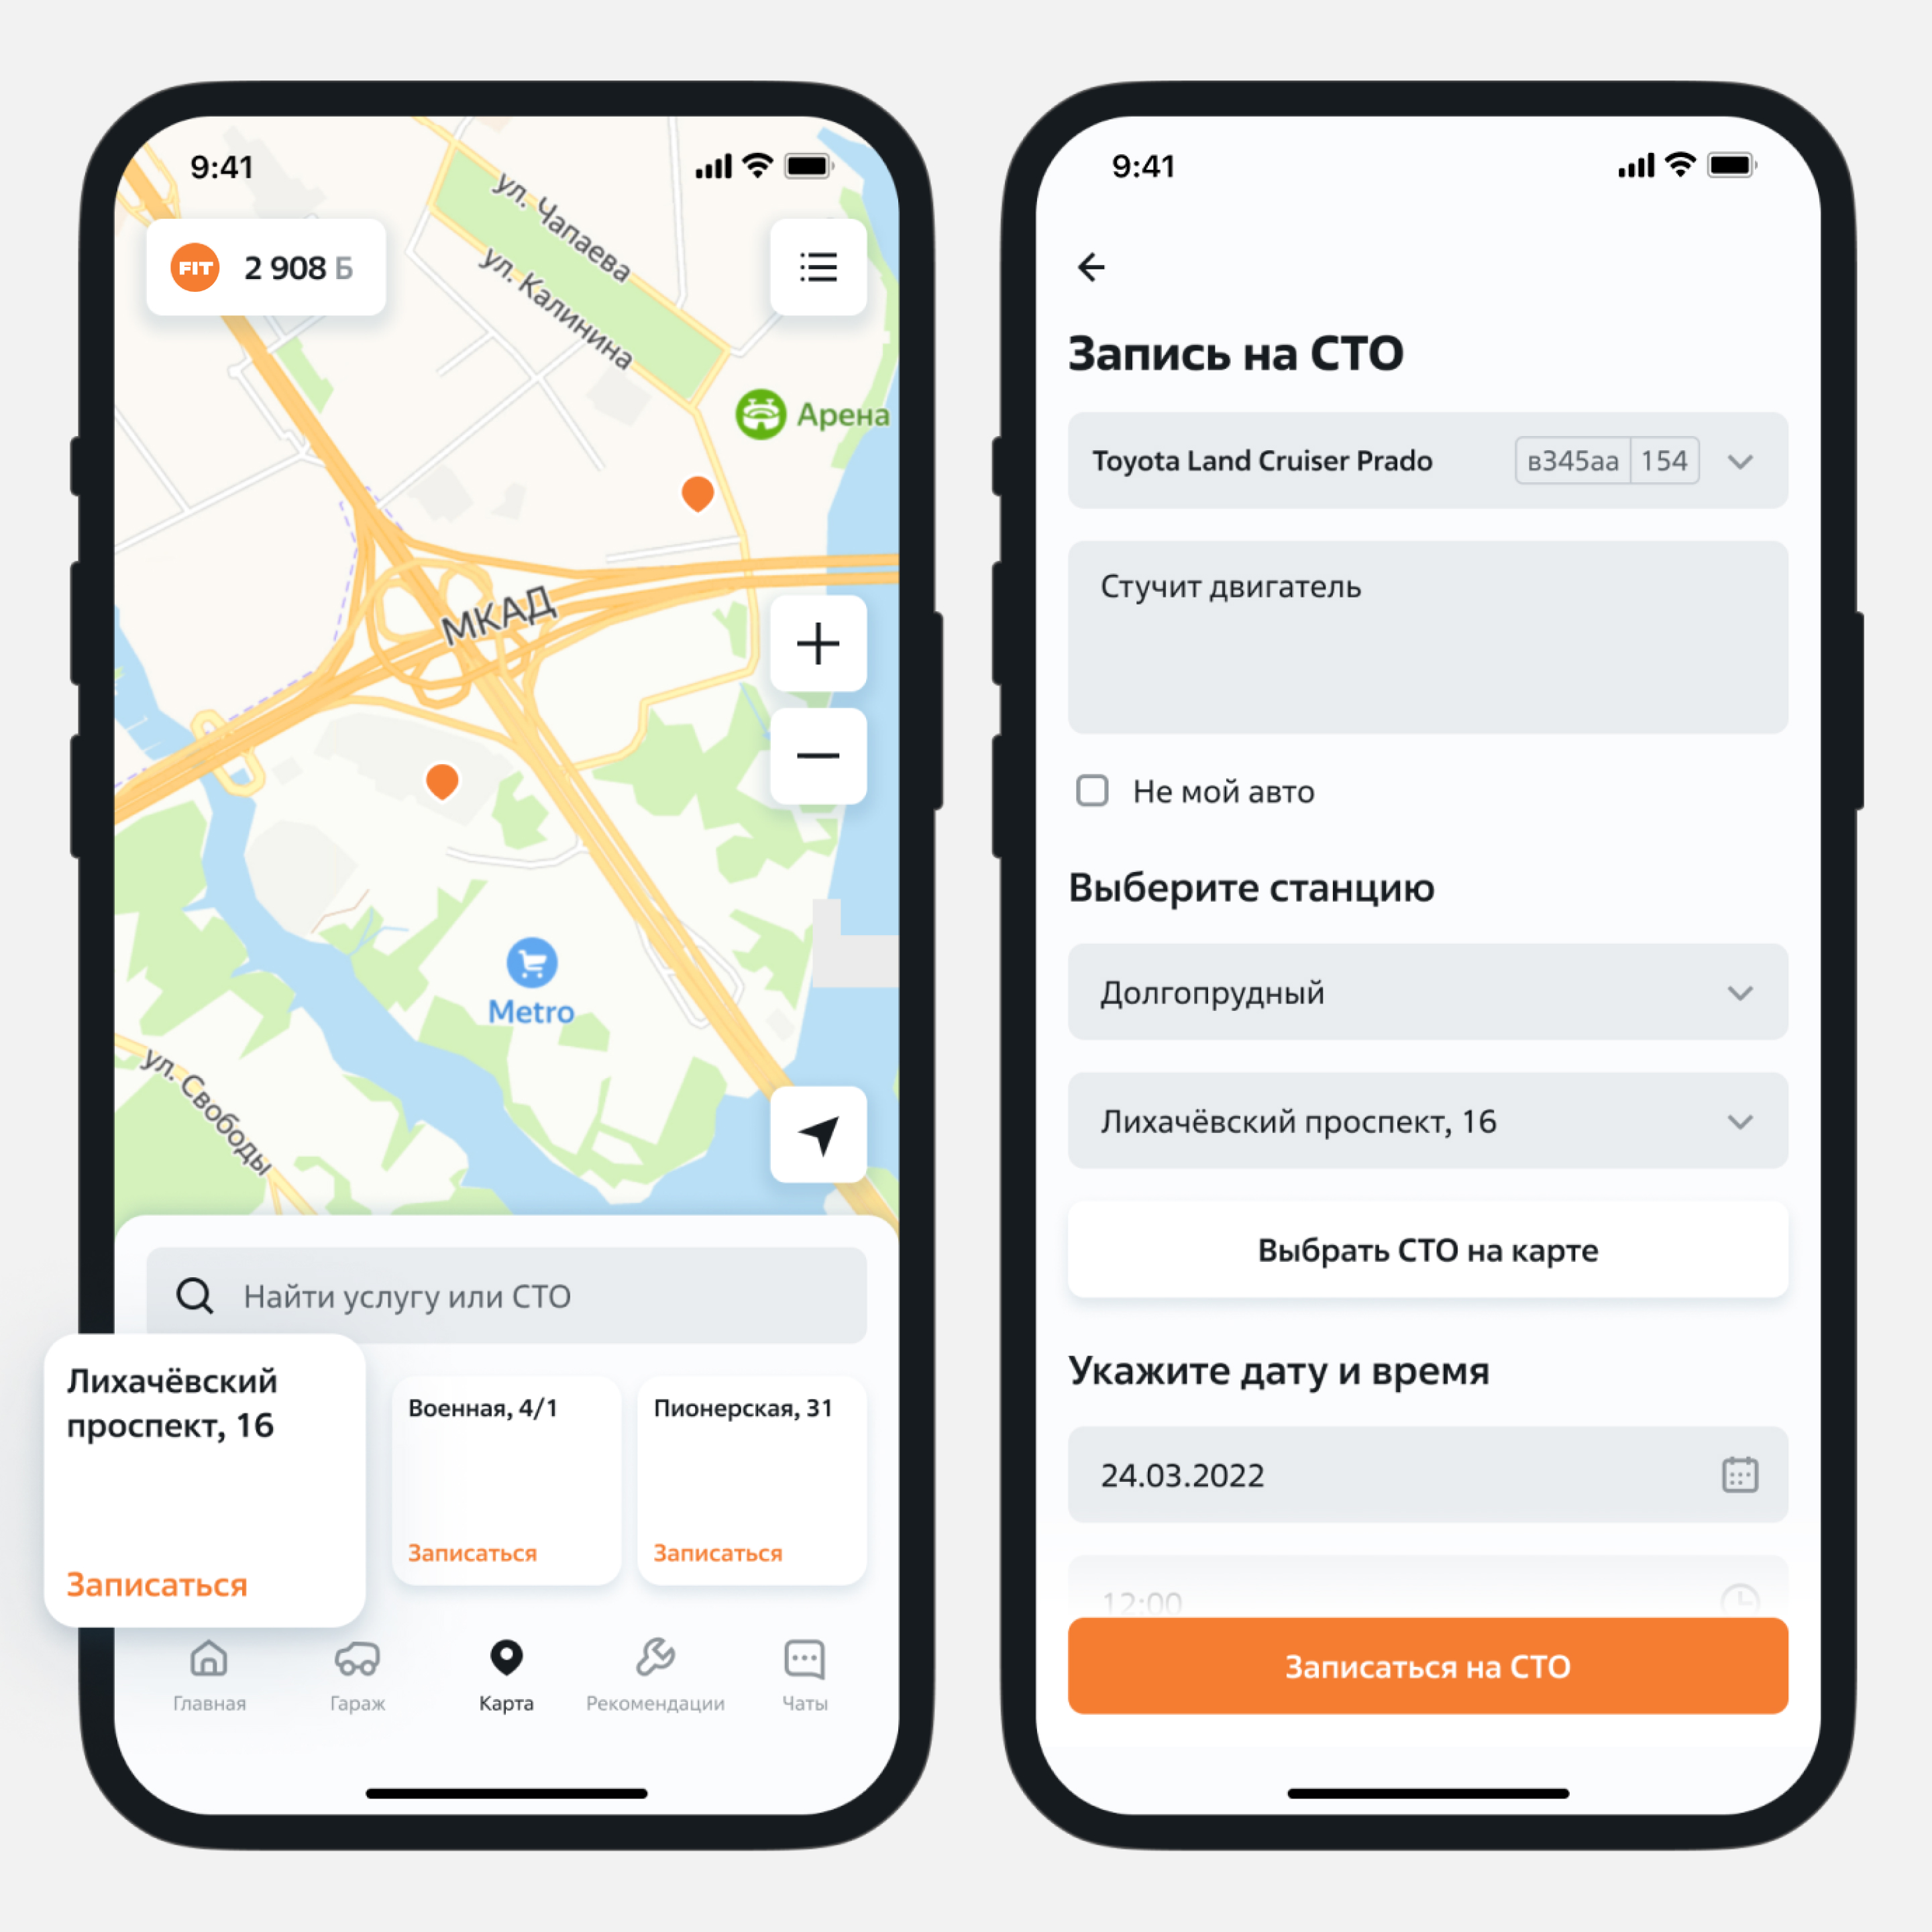 9:41
FIT
2 908 Б
ул. Чапаева
ул. Калинина
Арена
МКАД
Metro
ул. Свободы
Найти услугу или СТО
Лихачёвский
проспект, 16
Записаться
Военная, 4/1
Записаться
Пионерская, 31
Записаться
Главная
Гараж
Карта
Рекомендации
Чаты
9:41
Запись на СТО
Toyota Land Cruiser Prado
в345аа 154
Стучит двигатель
Не мой авто
Выберите станцию
Долгопрудный
Лихачёвский проспект, 16
Выбрать СТО на карте
Укажите дату и время
24.03.2022
12:00
Записаться на СТО